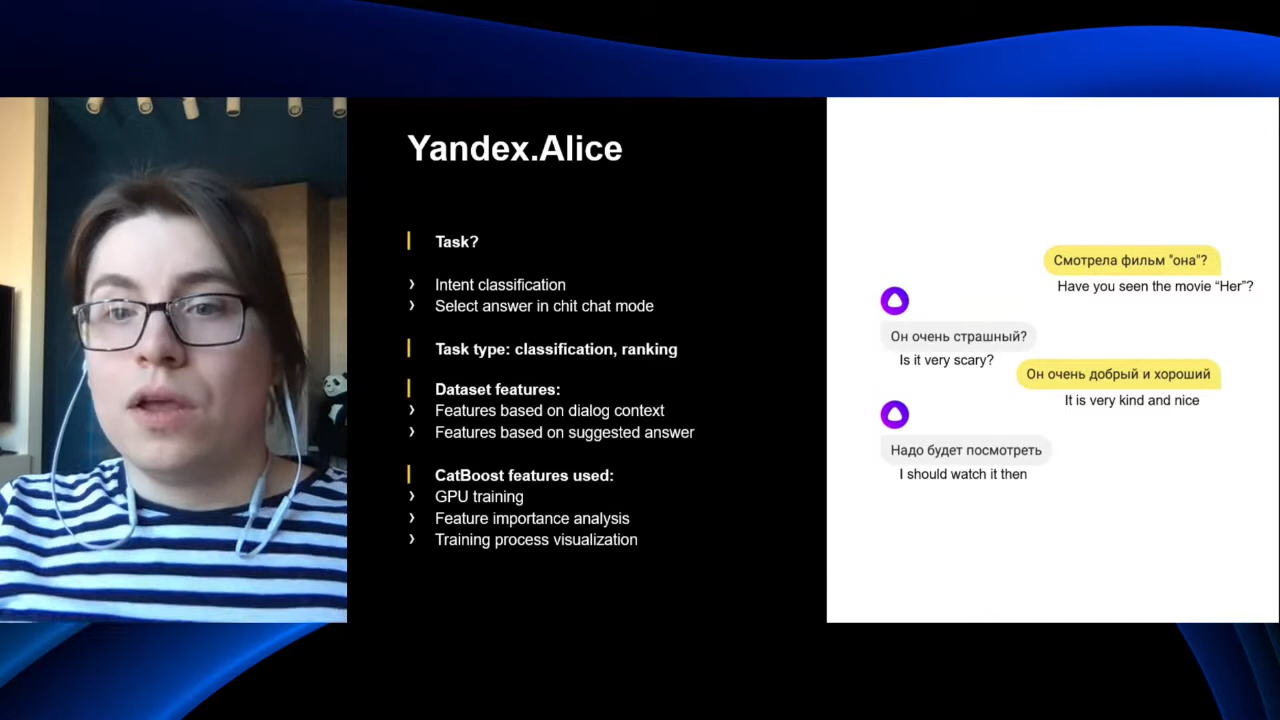 Yandex.Alice
Task?
Intent classification
Select answer in chit chat mode
Task type: classification, ranking
Dataset features:
Features based on dialog context
Features based on suggested answer
CatBoost features used:
GPU training
Feature importance analysis
Training process visualization
Смотрела фильм "она"?
Have you seen the movie “Her”?
Он очень страшный?
Is it very scary?
Он очень добрый и хороший
It is very kind and nice
Надо будет посмотреть
I should watch it then